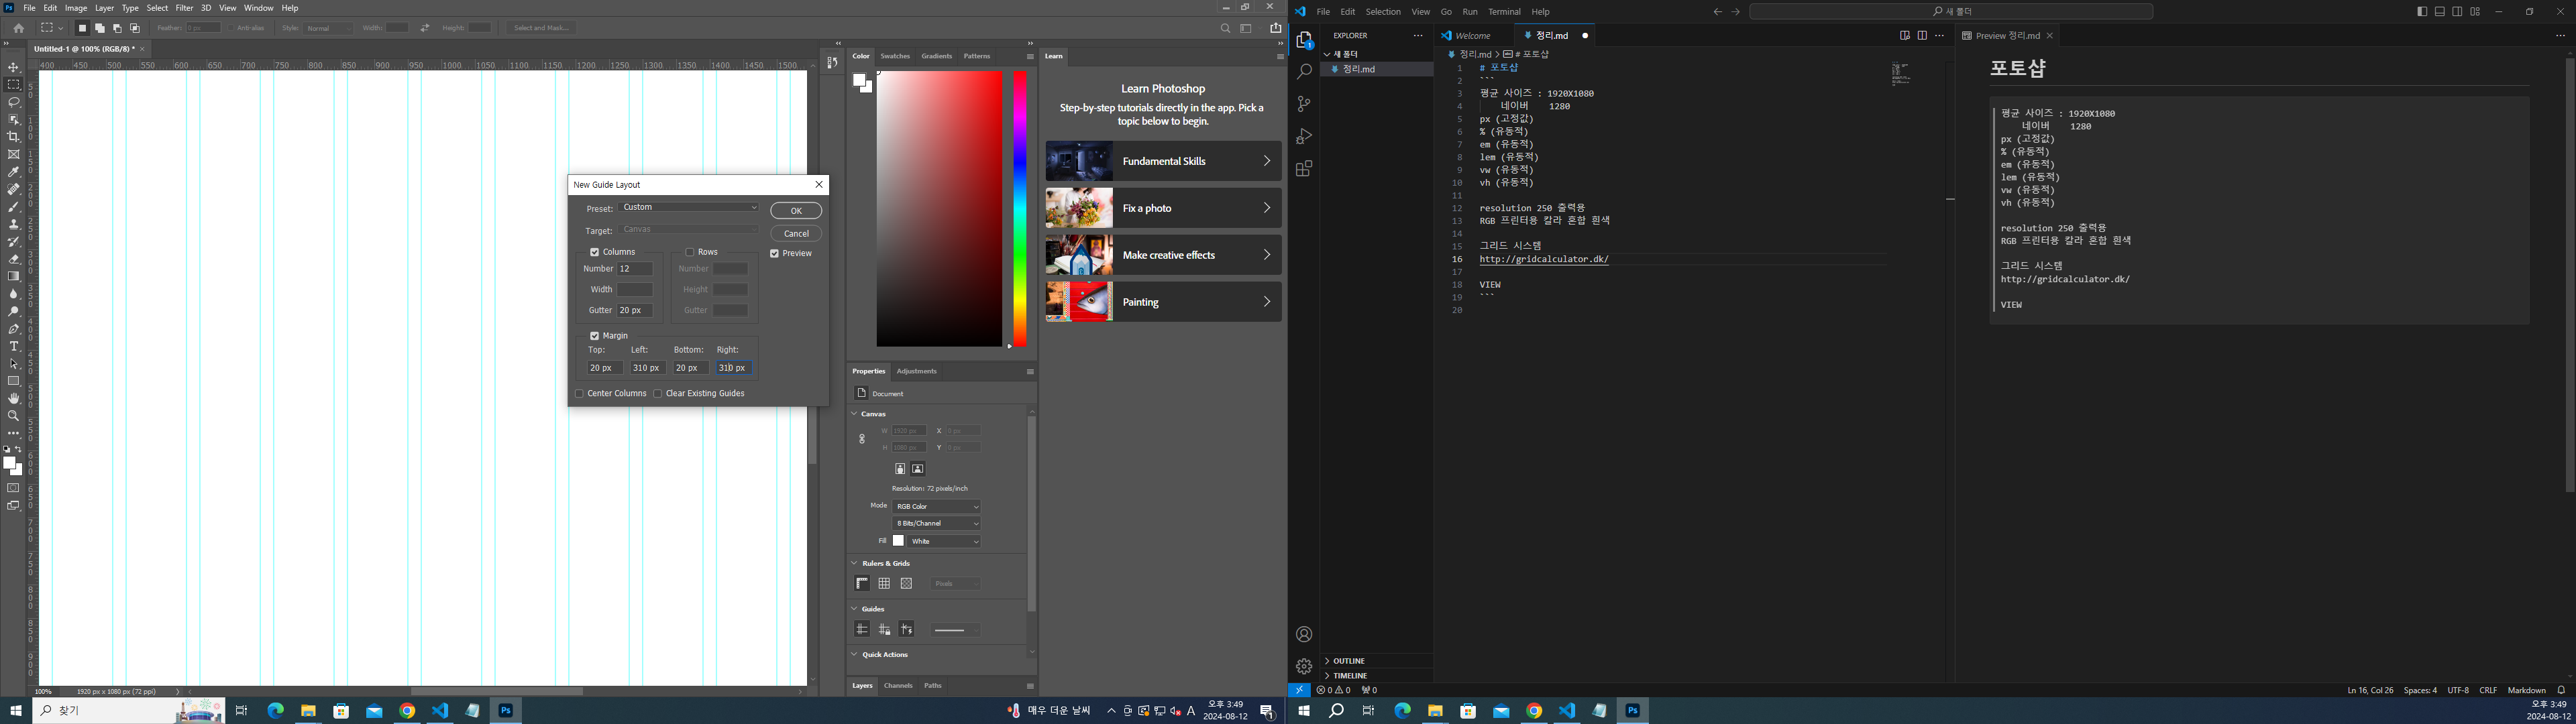 File Edit Image Layer Type Select Filter 3D View Window Help
Feather: 0 px Anti-alias Style: Normal Width: Height: Select and Mask...
Untitled-1 @ 100% (RGB/8) *
400 450 500 550 600 650 700 750 800 850 900 950 1000 1050 1100 1150 1200 1250 1300 1350 1400 1450 1500
New Guide Layout
Preset: Custom
OK
Target: Canvas
Cancel
Columns
Rows
Preview
Number 12
Number
Width
Height
Gutter 20 px
Gutter
Margin
Top: Left: Bottom: Right:
20 px 310 px 20 px 310 px
Center Columns Clear Existing Guides
100% 1920 px x 1080 px (72 ppi)
Color Swatches Gradients Patterns
Properties Adjustments
Document
Canvas
W 1920 px X 0 px
H 1080 px Y 0 px
Resolution: 72 pixels/inch
Mode RGB Color
8 Bits/Channel
Fill White
Rulers & Grids
Pixels
Guides
Quick Actions
Layers Channels Paths
Learn
Learn Photoshop
Step-by-step tutorials directly in the app. Pick a
topic below to begin.
Fundamental Skills
Fix a photo
Make creative effects
Painting
찾기
매우 더운 날씨
A
오후 3:49
2024-08-12
File Edit Selection View Go Run Terminal Help
새 폴더
EXPLORER
새 폴더
정리.md
OUTLINE
TIMELINE
Welcome
정리.md
정리.md > # 포토샵
1 # 포토샵
2 ```
3 평균 사이즈 : 1920X1080
4 네이버 1280
5 px (고정값)
6 % (유동적)
7 em (유동적)
8 lem (유동적)
9 vw (유동적)
10 vh (유동적)
11
12 resolution 250 출력용
13 RGB 프린터용 칼라 혼합 흰색
14
15 그리드 시스템
16 http://gridcalculator.dk/
17
18 VIEW
19 ```
20
Preview 정리.md
포토샵
평균 사이즈 : 1920X1080
네이버 1280
px (고정값)
% (유동적)
em (유동적)
lem (유동적)
vw (유동적)
vh (유동적)
resolution 250 출력용
RGB 프린터용 칼라 혼합 흰색
그리드 시스템
http://gridcalculator.dk/
VIEW
0 0 0
Ln 16, Col 26 Spaces: 4 UTF-8 CRLF Markdown
오후 3:49
2024-08-12